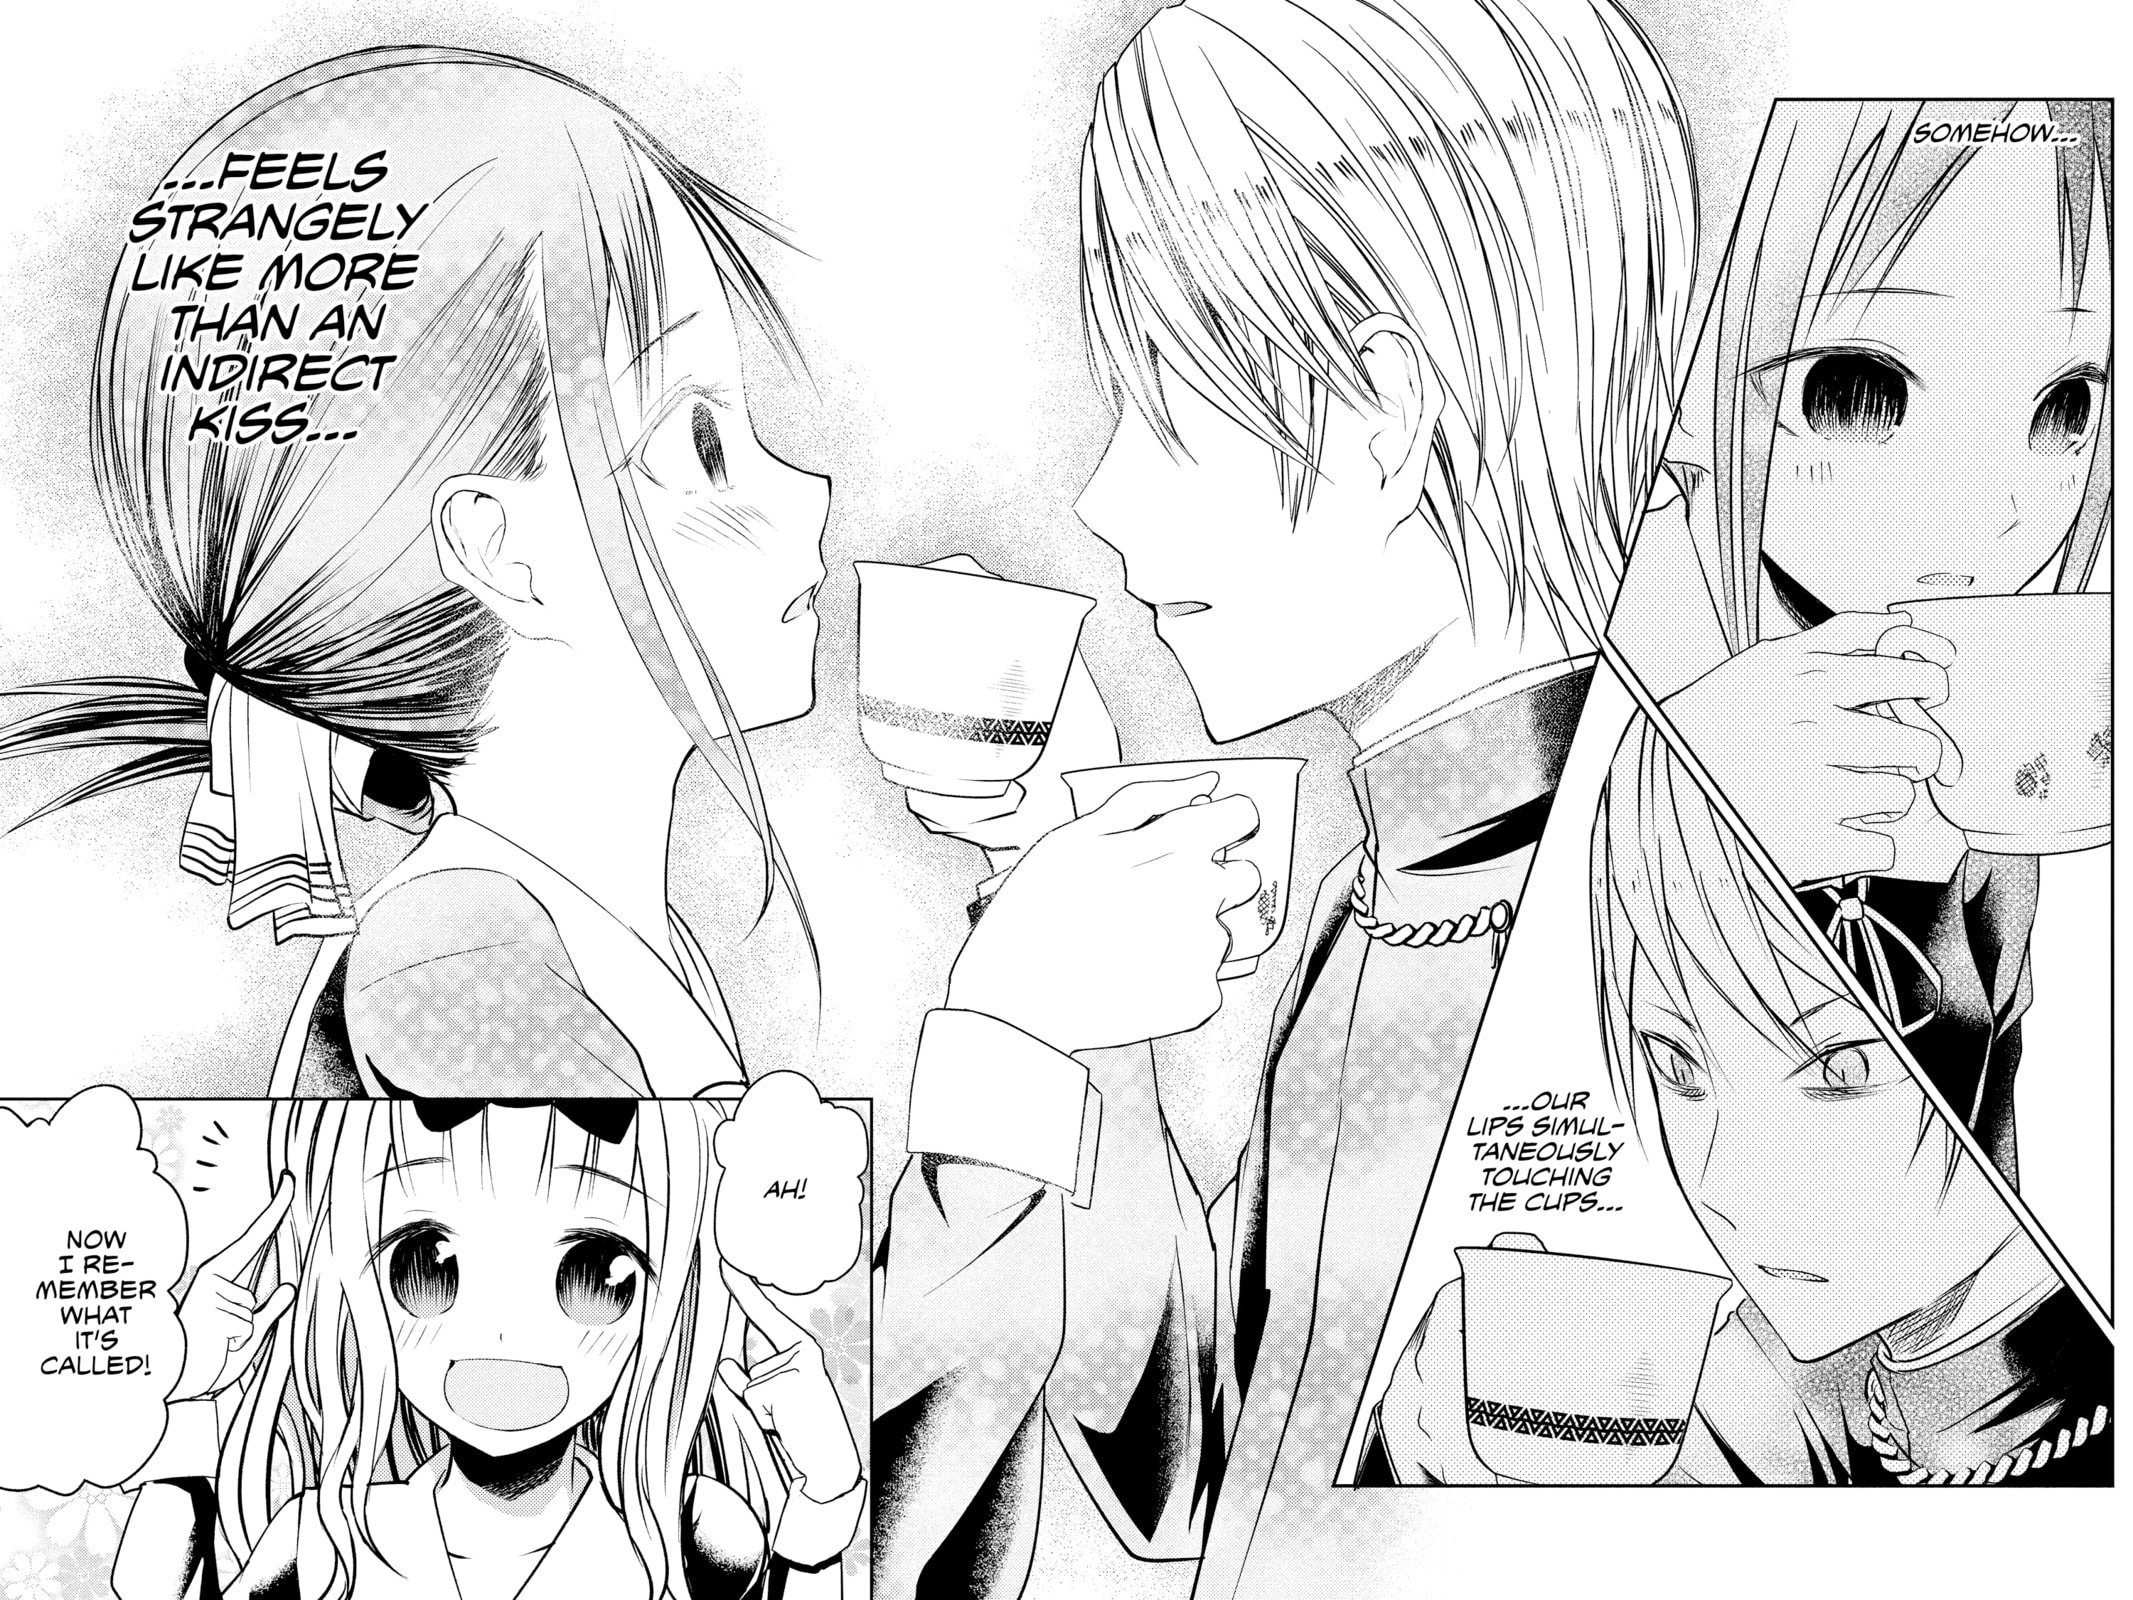 SOMEHOW...
...OUR
LIPS SIMUL-
TANEOUSLY
TOUCHING
THE CUPS...
...FEELS
STRANGELY
LIKE MORE
THAN AN
INDIRECT
KISS...
AH!
NOW
I RE-
MEMBER
WHAT
IT'S
CALLED!